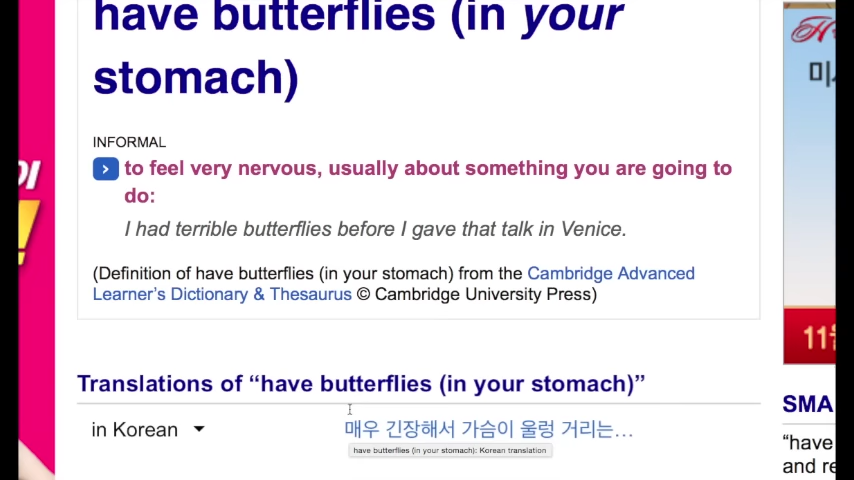 have butterflies (in your
stomach)
INFORMAL
to feel very nervous, usually about something you are going to
do:
I had terrible butterflies before I gave that talk in Venice.
(Definition of have butterflies (in your stomach) from the Cambridge Advanced
Learner's Dictionary & Thesaurus © Cambridge University Press)
Translations of “have butterflies (in your stomach)”
in Korean
매우 긴장해서 가슴이 울렁 거리는…
have butterflies (in your stomach): Korean translation
11
SMA
“have
and re